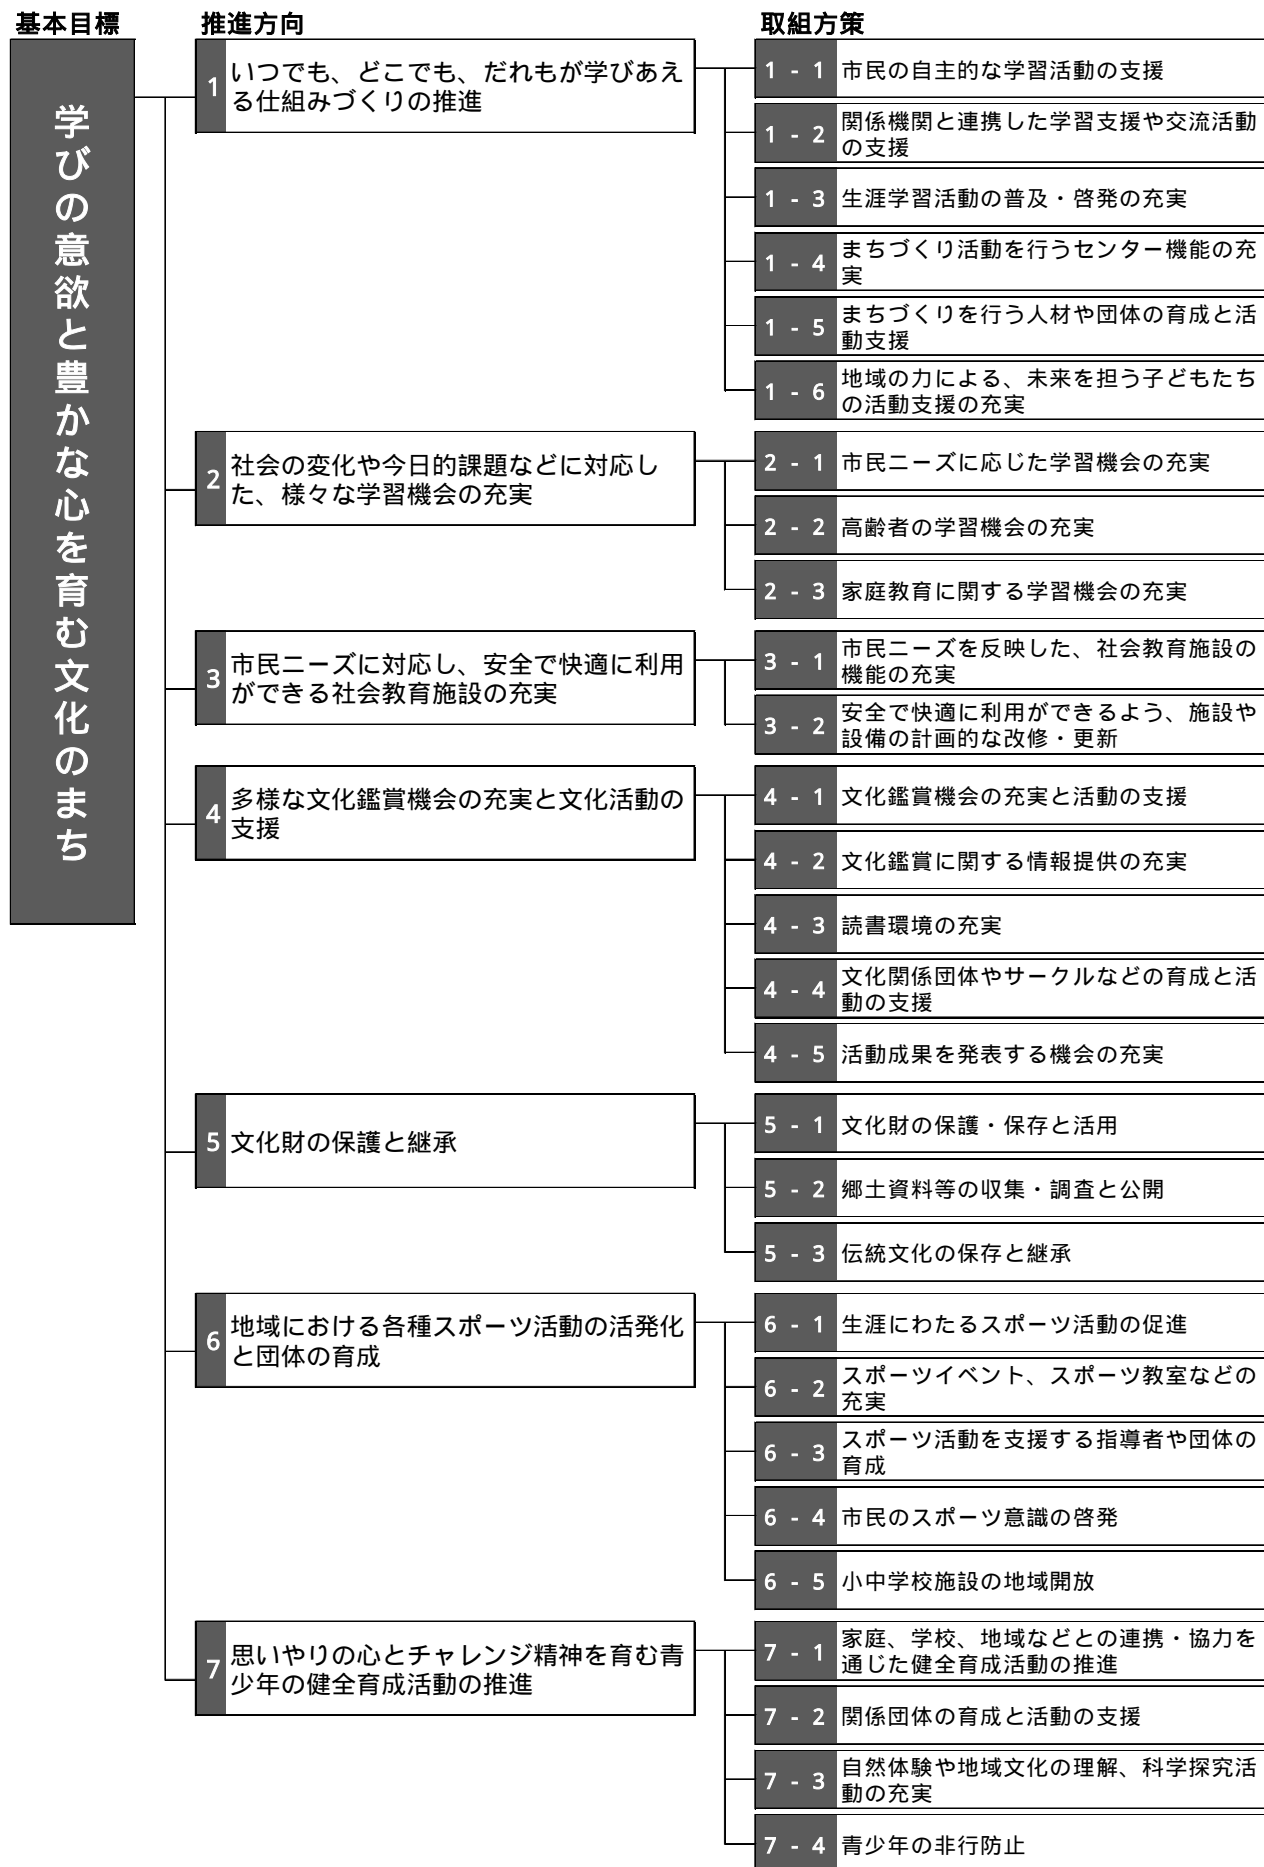 基本目標
推進方向
取組方策
学びの意欲と豊かな心を育む文化のまち
1
いつでも、どこでも、だれもが学びあえ
る仕組みづくりの推進
1 - 1
市民の自主的な学習活動の支援
1 - 2
関係機関と連携した学習支援や交流活動
の支援
1 - 3
生涯学習活動の普及・啓発の充実
1 - 4
まちづくり活動を行うセンター機能の充
実
1 - 5
まちづくりを行う人材や団体の育成と活
動支援
1 - 6
地域の力による、未来を担う子どもたち
の活動支援の充実
2
社会の変化や今日的課題などに対応し
た、様々な学習機会の充実
2 - 1
市民ニーズに応じた学習機会の充実
2 - 2
高齢者の学習機会の充実
2 - 3
家庭教育に関する学習機会の充実
3
市民ニーズに対応し、安全で快適に利用
ができる社会教育施設の充実
3 - 1
市民ニーズを反映した、社会教育施設の
機能の充実
3 - 2
安全で快適に利用ができるよう、施設や
設備の計画的な改修・更新
4
多様な文化鑑賞機会の充実と文化活動の
支援
4 - 1
文化鑑賞機会の充実と活動の支援
4 - 2
文化鑑賞に関する情報提供の充実
4 - 3
読書環境の充実
4 - 4
文化関係団体やサークルなどの育成と活
動の支援
4 - 5
活動成果を発表する機会の充実
5
文化財の保護と継承
5 - 1
文化財の保護・保存と活用
5 - 2
郷土資料等の収集・調査と公開
5 - 3
伝統文化の保存と継承
6
地域における各種スポーツ活動の活発化
と団体の育成
6 - 1
生涯にわたるスポーツ活動の促進
6 - 2
スポーツイベント、スポーツ教室などの
充実
6 - 3
スポーツ活動を支援する指導者や団体の
育成
6 - 4
市民のスポーツ意識の啓発
6 - 5
小中学校施設の地域開放
7
思いやりの心とチャレンジ精神を育む青
少年の健全育成活動の推進
7 - 1
家庭、学校、地域などとの連携・協力を
通じた健全育成活動の推進
7 - 2
関係団体の育成と活動の支援
7 - 3
自然体験や地域文化の理解、科学探究活
動の充実
7 - 4
青少年の非行防止